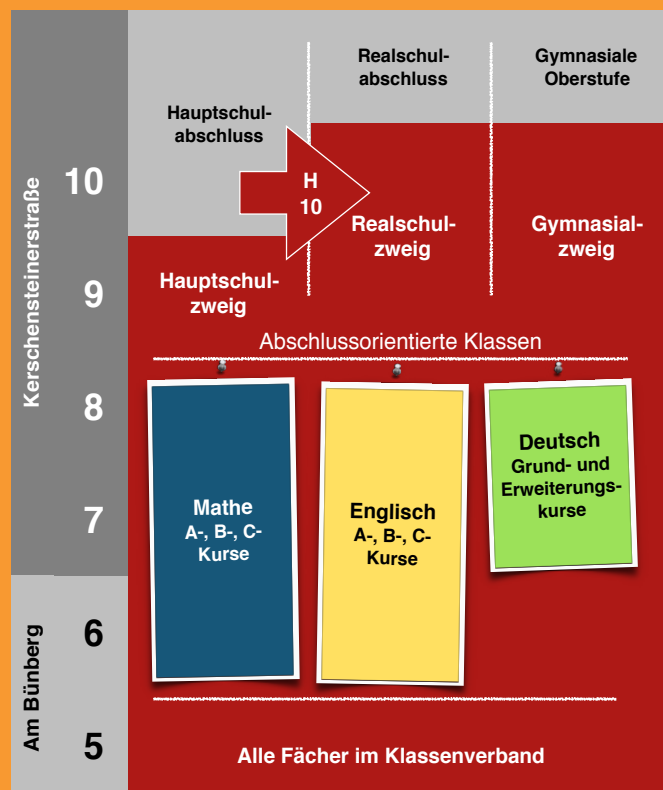 Realschul-
abschluss
Gymnasiale
Oberstufe
Hauptschul-
abschluss
Kerschensteinerstraße
10
H
10
Realschul-
zweig
Gymnasial-
zweig
9
Hauptschul-
zweig
Abschlussorientierte Klassen
8
Deutsch
Grund- und
Erweiterungs-
kurse
7
Mathe
A-, B-, C-
Kurse
Englisch
A-, B-, C-
Kurse
Am Bünberg
6
5
Alle Fächer im Klassenverband